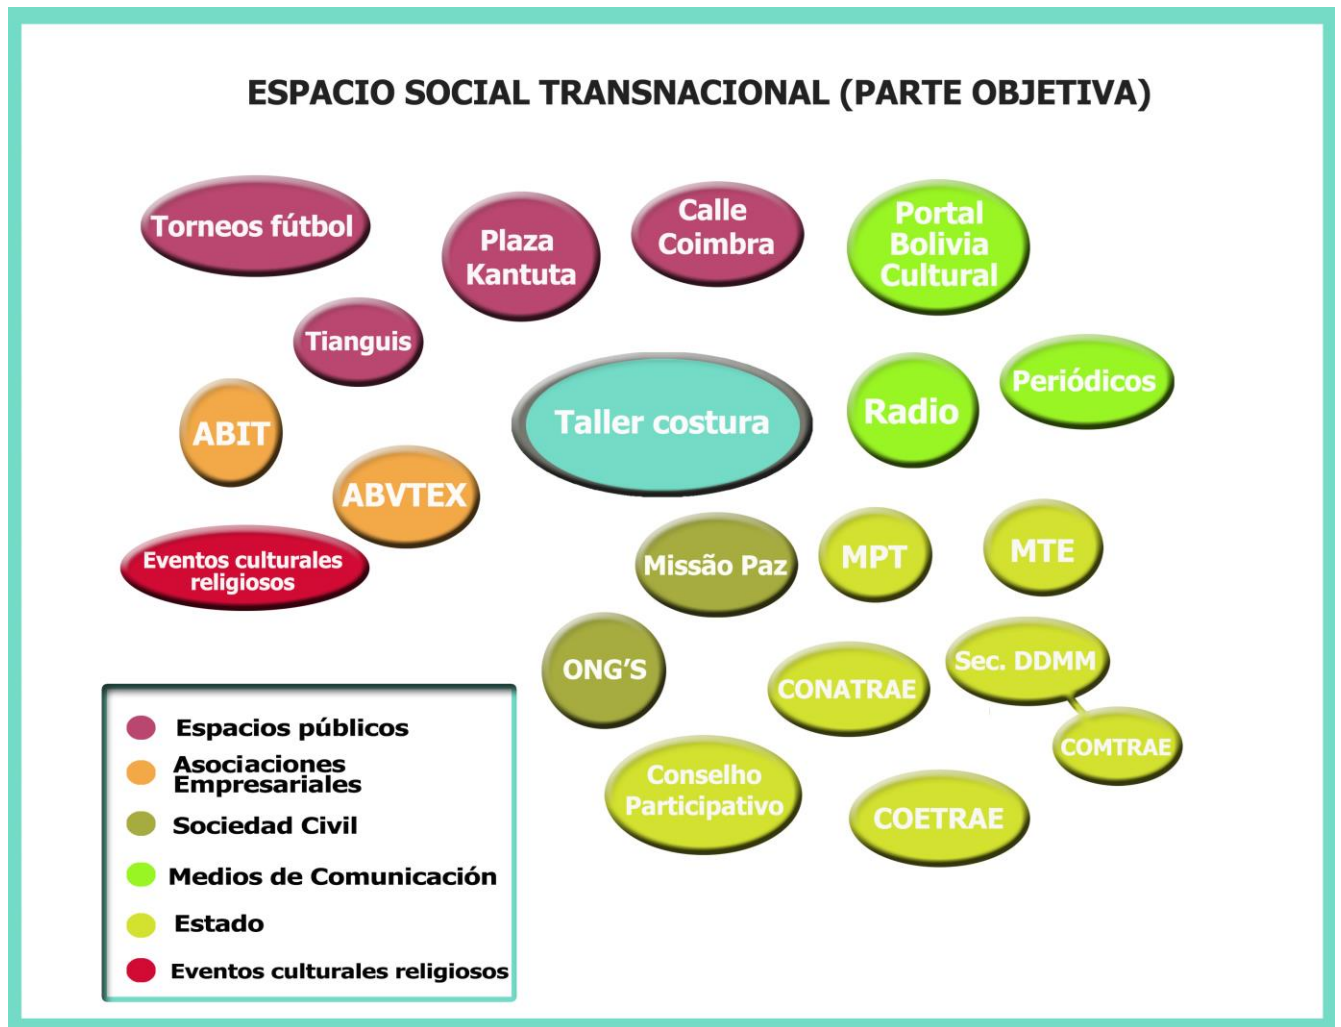 ESPACIO SOCIAL TRANSNACIONAL (PARTE OBJETIVA)
Torneos fútbol
Plaza
Kantuta
Calle
Coimbra
Portal
Bolivia
Cultural
Tianguis
Taller costura
Radio
Periódicos
ABIT
ABVTEX
Eventos culturales
religiosos
Missão Paz
MPT
MTE
ONG'S
CONATRAE
Sec. DDMM
COMTRAE
Conselho
Participativo
COETRAE
Espacios públicos
Asociaciones
Empresariales
Sociedad Civil
Medios de Comunicación
Estado
Eventos culturales religiosos